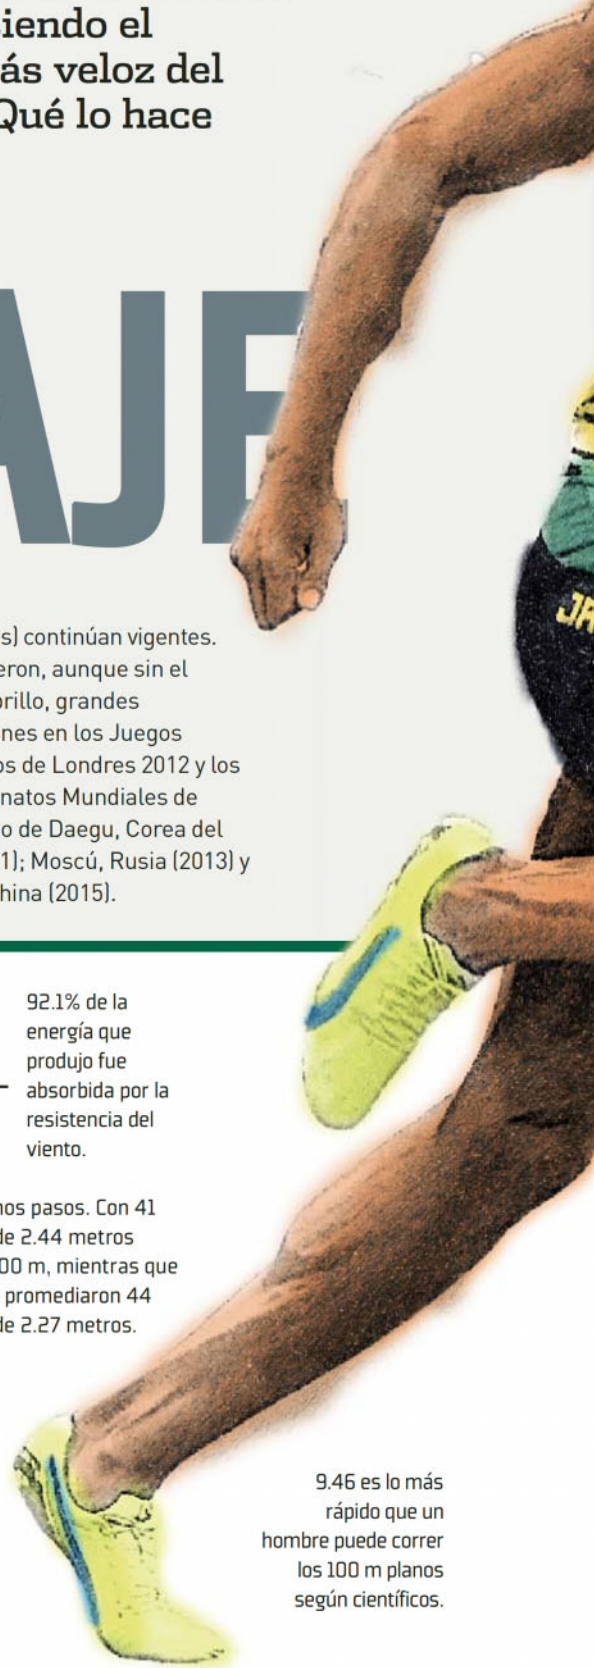 iendo el
ás veloz del
Qué lo hace
AJE
s) continúan vigentes.
eron, aunque sin el
orillo, grandes
nes en los Juegos
os de Londres 2012 y los
natos Mundiales de
o de Daegu, Corea del
1); Moscú, Rusia (2013) y
hina (2015).
92.1% de la
energía que
produjo fue
absorbida por la
resistencia del
viento.
nos pasos. Con 41
de 2.44 metros
00 m, mientras que
promediaron 44
de 2.27 metros.
9.46 es lo más
rápido que un
hombre puede correr
los 100 m planos
según científicos.
JA